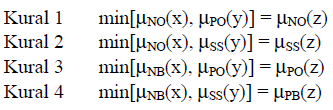 Kural 1 min[μNO(x), μPO(y)] = μNO(z)
Kural 2 min[μNO(x), μSS(y)] = μSS(z)
Kural 3 min[μNB(x), μPO(y)] = μPO(z)
Kural 4 min[μNB(x), μSS(y)] = μPB(z)